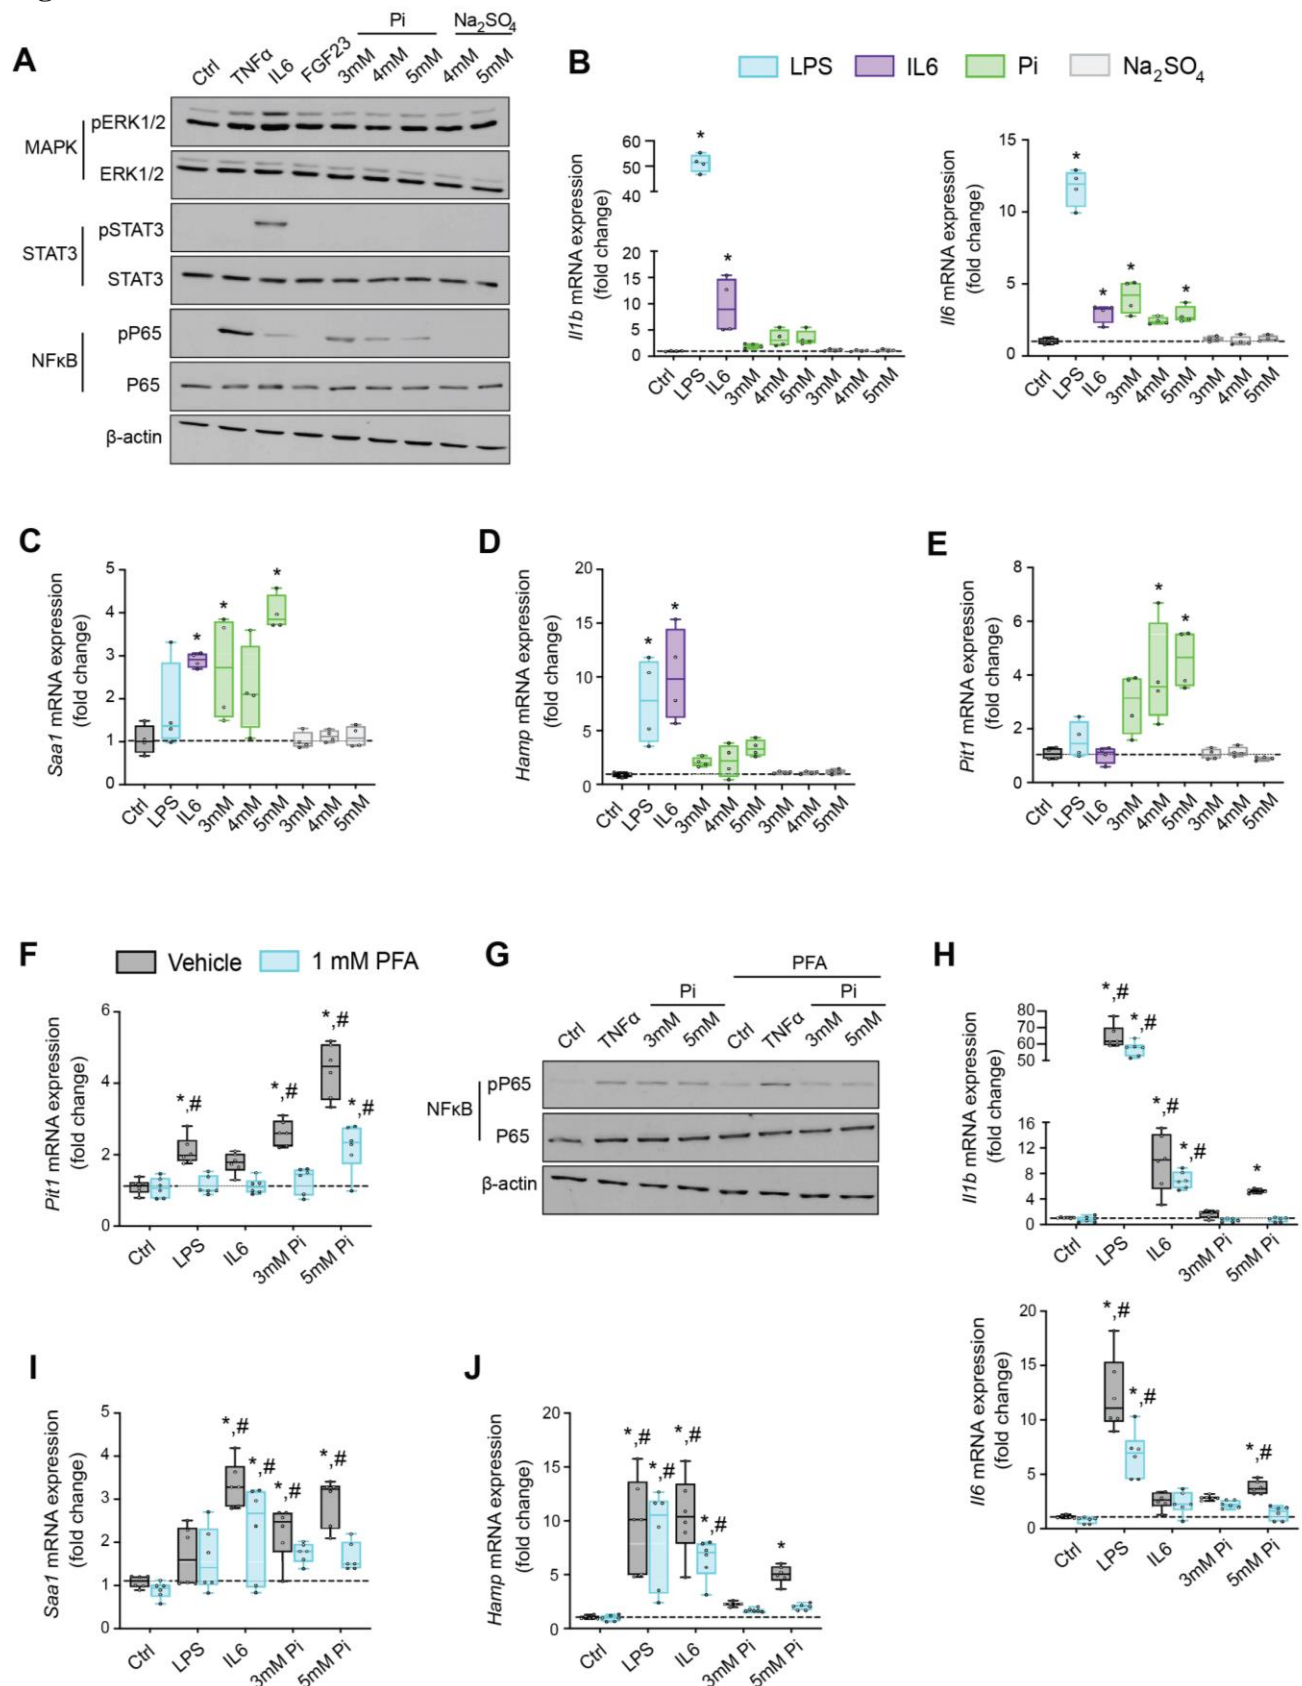 A
Pi
Na2SO4
Ctrl
TNFα
IL6
FGF23
3mM
4mM
5mM
4mM
5mM
MAPK
pERK1/2
ERK1/2
STAT3
pSTAT3
STAT3
NFκB
pP65
P65
β-actin
B
LPS
IL6
Pi
Na2SO4
Il1b mRNA expression
(fold change)
60
50
40
20
15
10
5
0
*
*
Ctrl
LPS
IL6
3mM
4mM
5mM
3mM
4mM
5mM
Il6 mRNA expression
(fold change)
15
10
5
0
*
*
*
*
Ctrl
LPS
IL6
3mM
4mM
5mM
3mM
4mM
5mM
C
Saa1 mRNA expression
(fold change)
5
4
3
2
1
0
*
*
*
Ctrl
LPS
IL6
3mM
4mM
5mM
3mM
4mM
5mM
D
Hamp mRNA expression
(fold change)
20
15
10
5
0
*
*
Ctrl
LPS
IL6
3mM
4mM
5mM
3mM
4mM
5mM
E
Pit1 mRNA expression
(fold change)
8
6
4
2
0
*
*
Ctrl
LPS
IL6
3mM
4mM
5mM
3mM
4mM
5mM
F
Vehicle
1 mM PFA
Pit1 mRNA expression
(fold change)
6
4
2
0
*,#
*,#
*,#
*,#
Ctrl
LPS
IL6
3mM Pi
5mM Pi
G
PFA
Pi
Pi
Ctrl
TNFα
3mM
5mM
Ctrl
TNFα
3mM
5mM
NFκB
pP65
P65
β-actin
H
Il1b mRNA expression
(fold change)
80
70
60
50
16
12
8
4
0
*,#
*,#
*,#
*,#
*
Ctrl
LPS
IL6
3mM Pi
5mM Pi
Il6 mRNA expression
(fold change)
20
15
10
5
0
*,#
*,#
*,#
Ctrl
LPS
IL6
3mM Pi
5mM Pi
I
Saa1 mRNA expression
(fold change)
5
4
3
2
1
0
*,#
*,#
*,#
*,#
Ctrl
LPS
IL6
3mM Pi
5mM Pi
J
Hamp mRNA expression
(fold change)
20
15
10
5
0
*,#
*,#
*,#
*,#
*
Ctrl
LPS
IL6
3mM Pi
5mM Pi